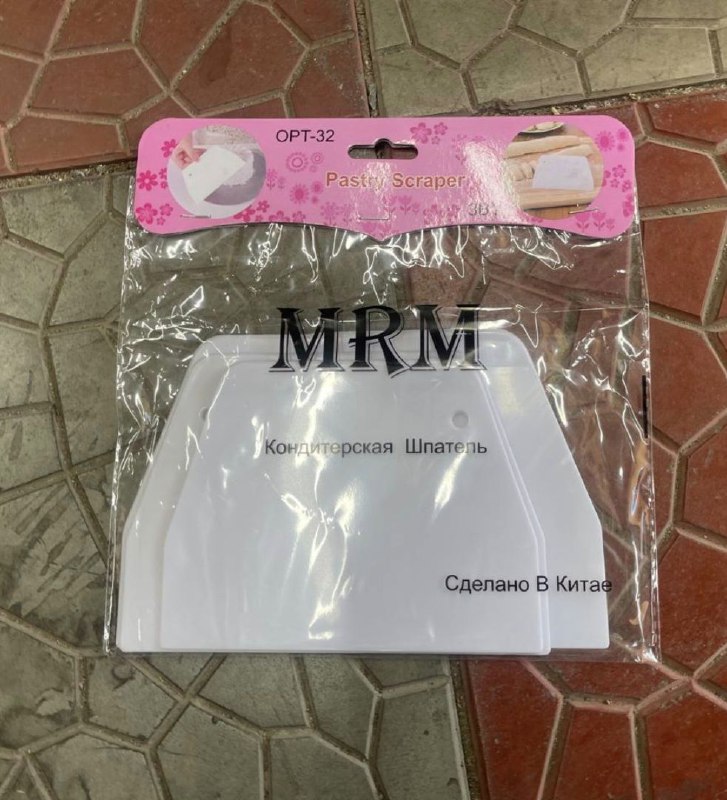 OPT-32
Pastry Scraper
MRM
Кондитерская Шпатель
Сделано В Китае